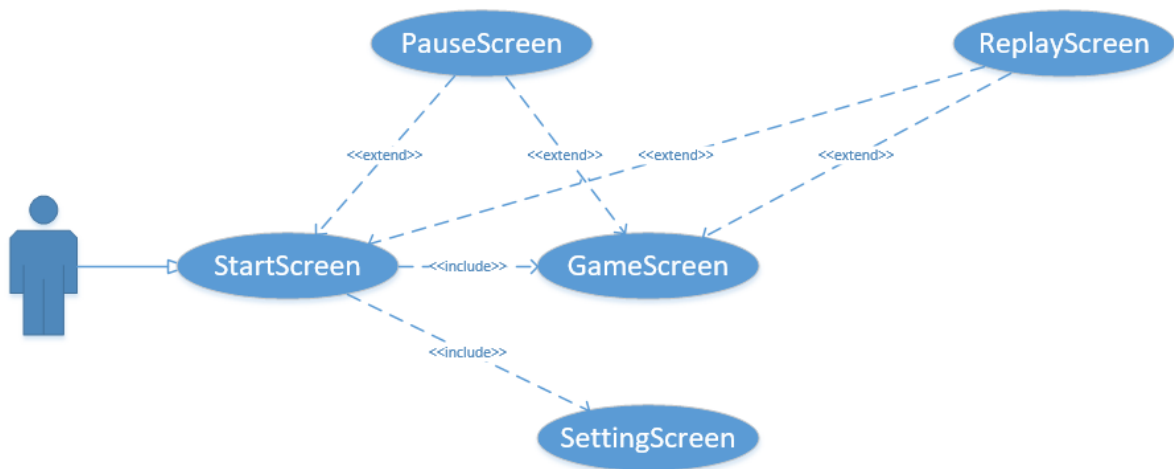 PauseScreen
ReplayScreen
<<extend>>
<<extend>>
<<extend>>
<<extend>>
StartScreen
<<include>>
GameScreen
<<include>>
SettingScreen